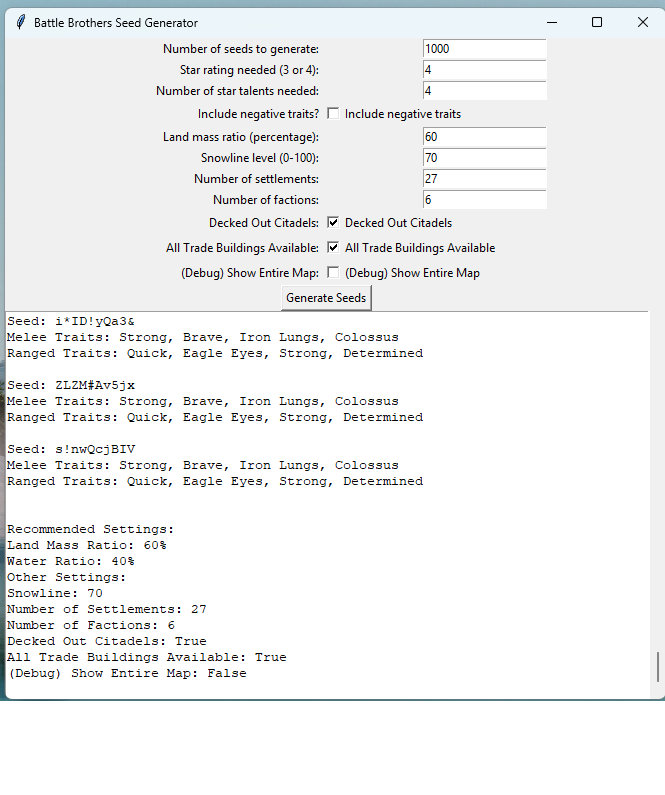 Battle Brothers Seed Generator
Number of seeds to generate: 1000
Star rating needed (3 or 4): 4
Number of star talents needed: 4
Include negative traits? Include negative traits
Land mass ratio (percentage): 60
Snowline level (0-100): 70
Number of settlements: 27
Number of factions: 6
Decked Out Citadels: Decked Out Citadels
All Trade Buildings Available: All Trade Buildings Available
(Debug) Show Entire Map: (Debug) Show Entire Map
Generate Seeds
Seed: i*ID!yQa3&
Melee Traits: Strong, Brave, Iron Lungs, Colossus
Ranged Traits: Quick, Eagle Eyes, Strong, Determined
Seed: ZLZM#Av5jx
Melee Traits: Strong, Brave, Iron Lungs, Colossus
Ranged Traits: Quick, Eagle Eyes, Strong, Determined
Seed: s!nwQcjBIV
Melee Traits: Strong, Brave, Iron Lungs, Colossus
Ranged Traits: Quick, Eagle Eyes, Strong, Determined
Recommended Settings:
Land Mass Ratio: 60%
Water Ratio: 40%
Other Settings:
Snowline: 70
Number of Settlements: 27
Number of Factions: 6
Decked Out Citadels: True
All Trade Buildings Available: True
(Debug) Show Entire Map: False